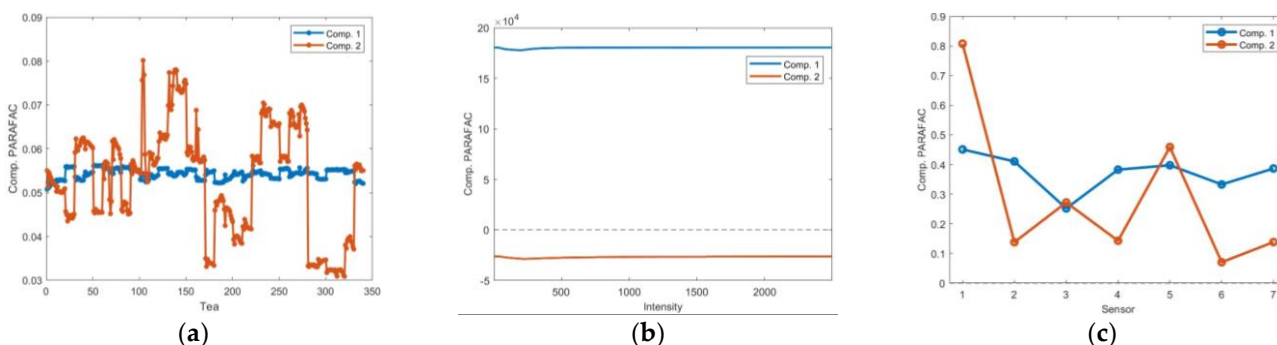 0.09
0.08
0.07
0.06
0.05
0.04
0.03
Comp. PARAFAC
0 50 100 150 200 250 300 350
Tea
Comp. 1
Comp. 2
(a)
×10⁴
20
15
10
5
0
-5
Comp. PARAFAC
500 1000 1500 2000
Intensity
Comp. 1
Comp. 2
(b)
0.9
0.8
0.7
0.6
0.5
0.4
0.3
0.2
0.1
0
Comp. PARAFAC
1 2 3 4 5 6 7
Sensor
Comp. 1
Comp. 2
(c)